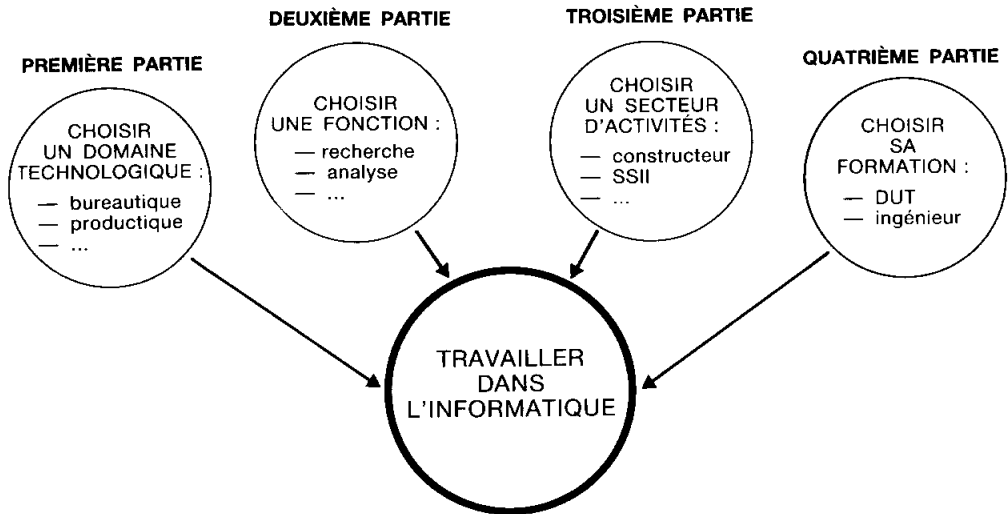 PREMIÈRE PARTIE
CHOISIR
UN DOMAINE
TECHNOLOGIQUE :
— bureautique
— productique
— ...
DEUXIÈME PARTIE
CHOISIR
UNE FONCTION :
— recherche
— analyse
— ...
TROISIÈME PARTIE
CHOISIR
UN SECTEUR
D'ACTIVITÉS :
— constructeur
— SSII
— ...
QUATRIÈME PARTIE
CHOISIR
SA
FORMATION :
— DUT
— ingénieur
TRAVAILLER
DANS
L'INFORMATIQUE